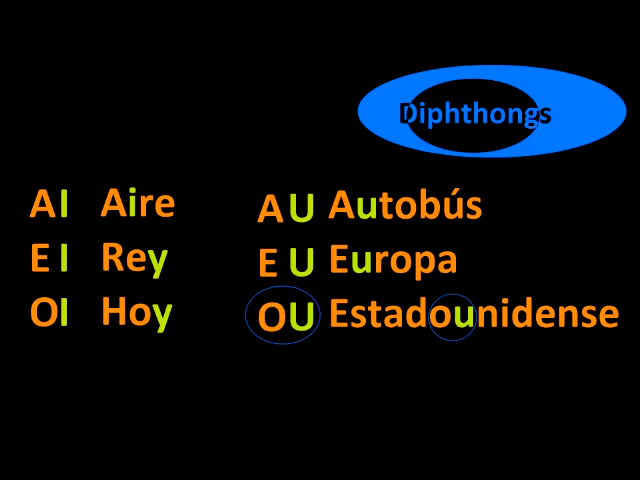 Diphthongs
AI Aire AU Autobús
EI Rey EU Europa
OI Hoy OU Estadounidense